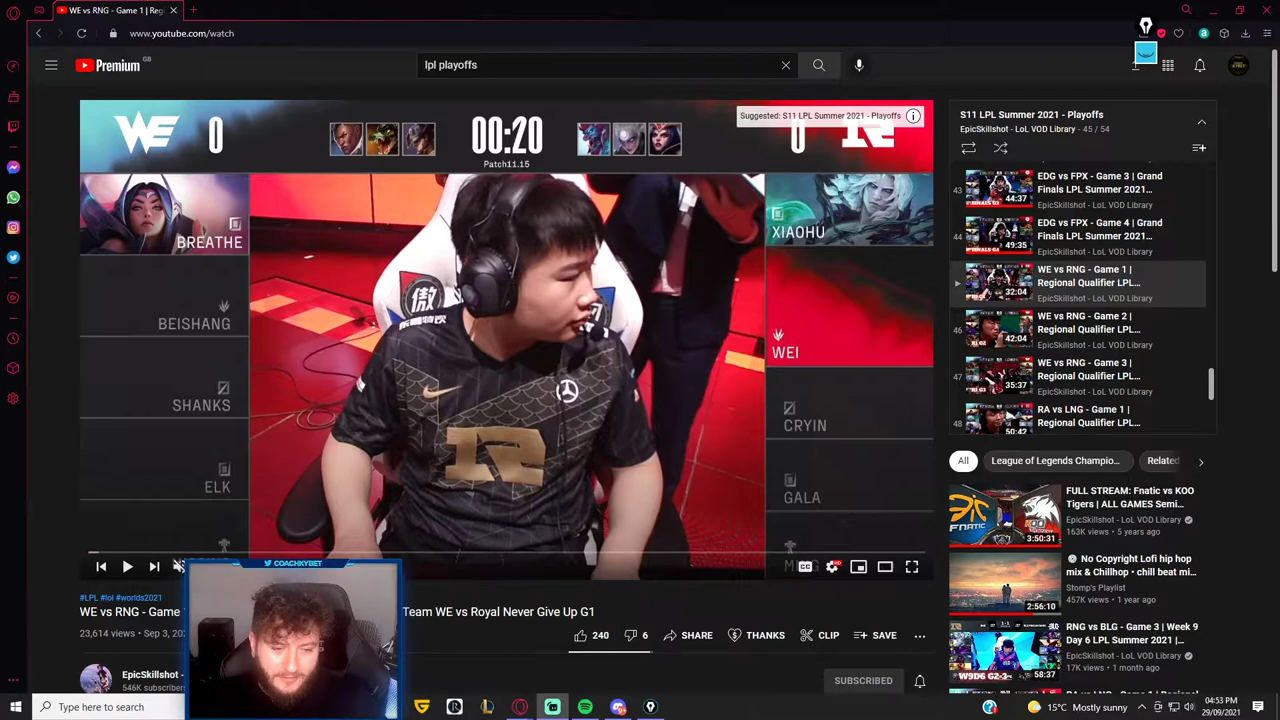 WE vs RNG - Game 1 | Reg
www.youtube.com/watch
Premium GB
lpl playoffs
WE 0
00:20
Patch11.15
0
Suggested: S11 LPL Summer 2021 - Playoffs
BREATHE
BEISHANG
SHANKS
ELK
XIAOHU
WEI
CRYIN
GALA
COACHKYBET
#LPL #lol #worlds2021
WE vs RNG - Game
Team WE vs Royal Never Give Up G1
23,614 views • Sep 3,
240
6
SHARE
THANKS
CLIP
SAVE
EpicSkillshot -
546K subscribers
SUBSCRIBED
S11 LPL Summer 2021 - Playoffs
EpicSkillshot - LoL VOD Library - 45 / 54
43
44:37
EDG vs FPX - Game 3 | Grand
Finals LPL Summer 2021...
EpicSkillshot - LoL VOD Library
44
49:35
EDG vs FPX - Game 4 | Grand
Finals LPL Summer 2021...
EpicSkillshot - LoL VOD Library
32:04
WE vs RNG - Game 1 |
Regional Qualifier LPL...
EpicSkillshot - LoL VOD Library
46
42:04
WE vs RNG - Game 2 |
Regional Qualifier LPL...
EpicSkillshot - LoL VOD Library
47
35:37
WE vs RNG - Game 3 |
Regional Qualifier LPL...
EpicSkillshot - LoL VOD Library
48
50:42
RA vs LNG - Game 1 |
Regional Qualifier LPL...
All
League of Legends Champio...
Related
FULL STREAM: Fnatic vs KOO
Tigers | ALL GAMES Semi...
EpicSkillshot - LoL VOD Library
163K views • 5 years ago
3:50:31
No Copyright Lofi hip hop
mix & Chillhop • chill beat mi...
Stomp's Playlist
457K views • 1 year ago
2:56:10
RNG vs BLG - Game 3 | Week 9
Day 6 LPL Summer 2021 |...
EpicSkillshot - LoL VOD Library
17K views • 1 month ago
W9D6 G2-3
58:37
Type here to search
15°C Mostly sunny
04:53 PM
29/09/2021